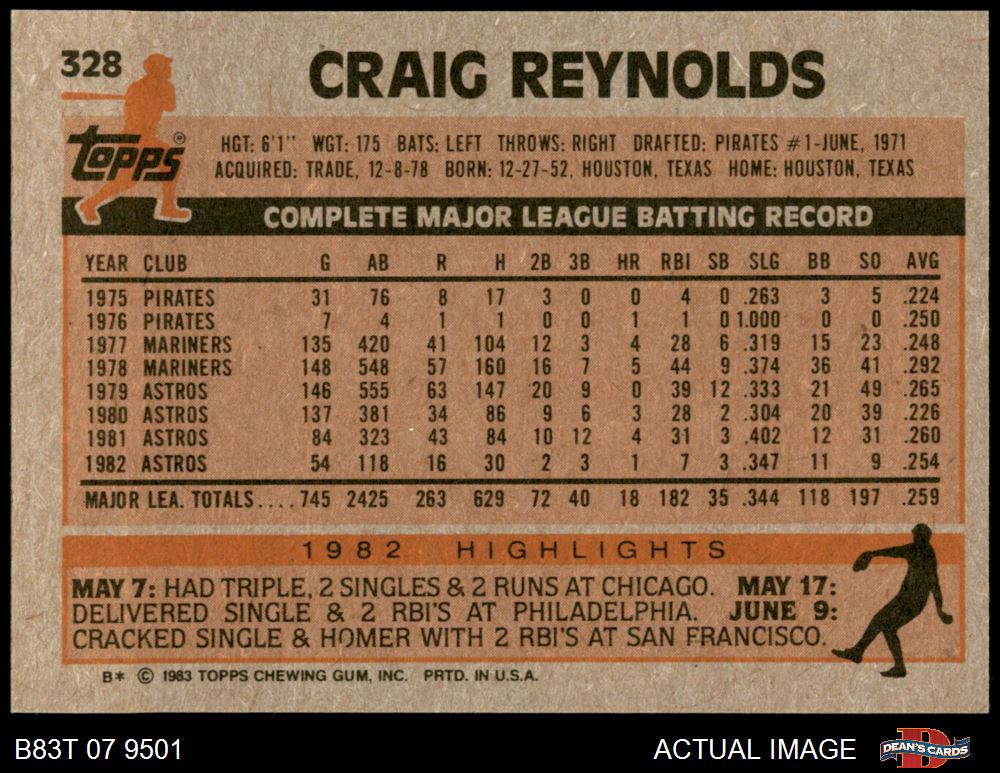 328
CRAIG REYNOLDS
Topps®
HGT: 6'1" WGT: 175 BATS: LEFT THROWS: RIGHT DRAFTED: PIRATES #1-JUNE, 1971
ACQUIRED: TRADE, 12-8-78 BORN: 12-27-52, HOUSTON, TEXAS HOME: HOUSTON, TEXAS
COMPLETE MAJOR LEAGUE BATTING RECORD
YEAR CLUB G AB R H 2B 3B HR RBI SB SLG BB SO AVG
1975 PIRATES 31 76 8 17 3 0 0 4 0 .263 3 5 .224
1976 PIRATES 7 4 1 1 0 0 1 1 0 1.000 0 0 .250
1977 MARINERS 135 420 41 104 12 3 4 28 6 .319 15 23 .248
1978 MARINERS 148 548 57 160 16 7 5 44 9 .374 36 41 .292
1979 ASTROS 146 555 63 147 20 9 0 39 12 .333 21 49 .265
1980 ASTROS 137 381 34 86 9 6 3 28 2 .304 20 39 .226
1981 ASTROS 84 323 43 84 10 12 4 31 3 .402 12 31 .260
1982 ASTROS 54 118 16 30 2 3 1 7 3 .347 11 9 .254
MAJOR LEA. TOTALS.... 745 2425 263 629 72 40 18 182 35 .344 118 197 .259
1982 HIGHLIGHTS
MAY 7: HAD TRIPLE, 2 SINGLES & 2 RUNS AT CHICAGO. MAY 17:
DELIVERED SINGLE & 2 RBI'S AT PHILADELPHIA. JUNE 9:
CRACKED SINGLE & HOMER WITH 2 RBI'S AT SAN FRANCISCO.
B* © 1983 TOPPS CHEWING GUM, INC. PRTD. IN U.S.A.
B83T 07 9501
ACTUAL IMAGE
DEAN'S CARDS